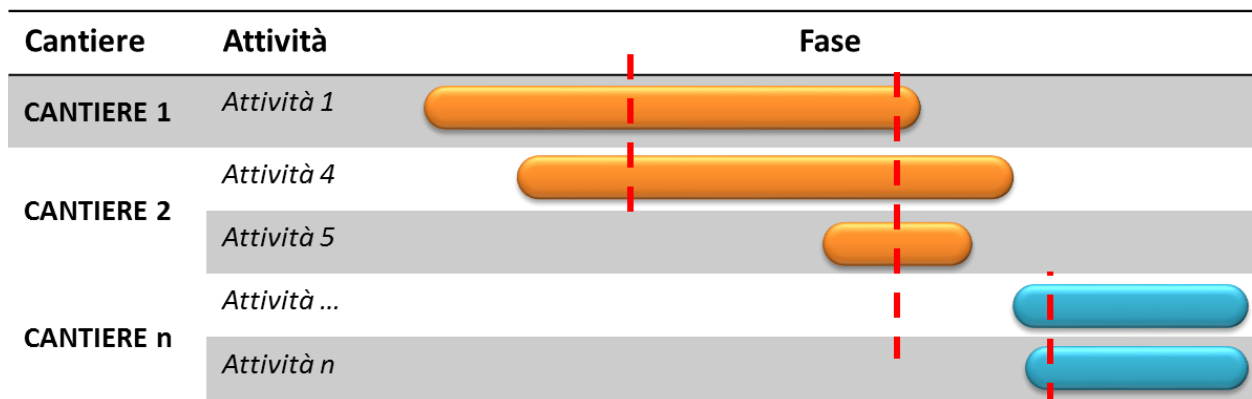 Cantiere Attività Fase
CANTIERE 1 Attività 1
CANTIERE 2 Attività 4
Attività 5
CANTIERE n Attività ...
Attività n